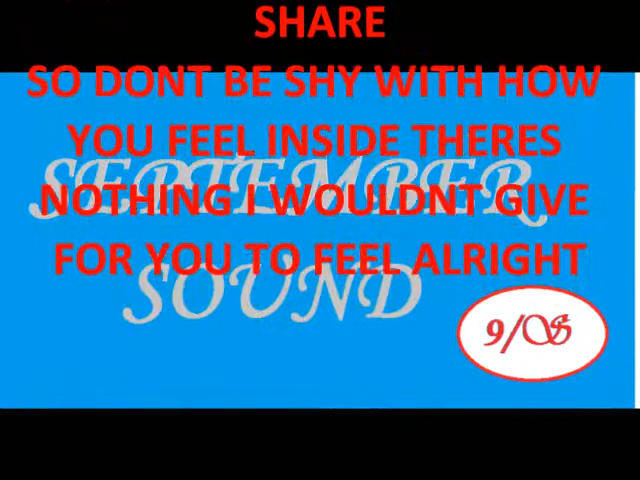 SHARE
SO DONT BE SHY WITH HOW
YOU FEEL INSIDE THERES
SEPTEMBER
NOTHING I WOULDNT GIVE
FOR YOU TO FEEL ALRIGHT
SOUND
9/S